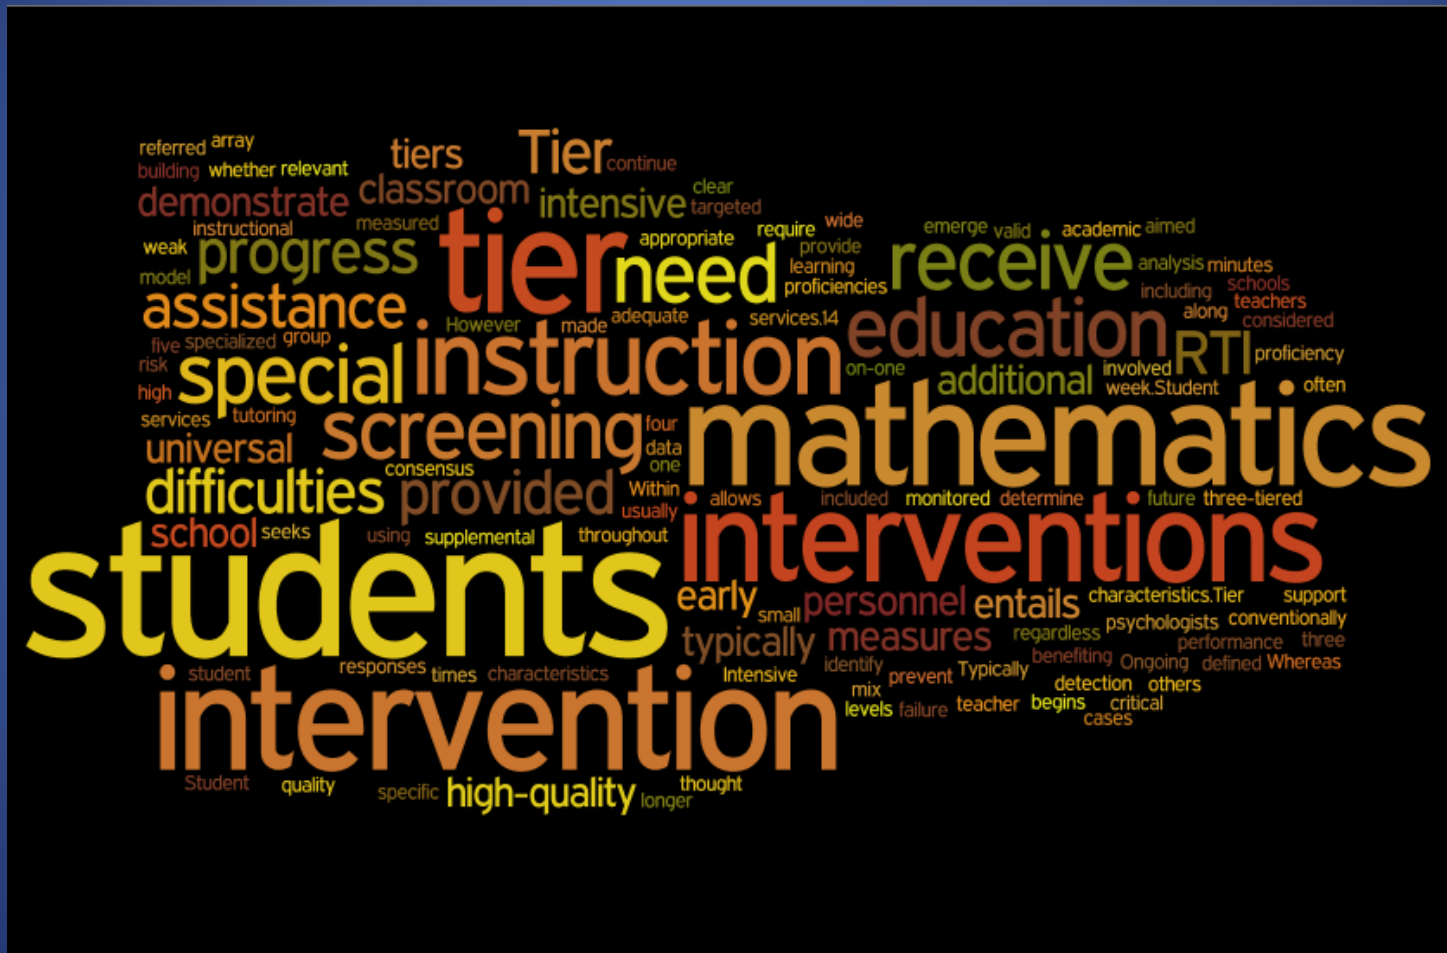 referred array
tiers Tier continue
building whether relevant
demonstrate classroom intensive clear
targeted
instructional measured
weak progress tier appropriate require wide
model need provide
learning
proficiencies
emerge valid academic aimed
receive analysis minutes
including schools
teachers
assistance However made adequate services.14
education along considered
five specialized group
risk special instruction
RTI proficiency
high on-one additional involved
week.Student often
services tutoring
screening four
mathematics
universal data
consensus one
difficulties provided Within
usually
allows included monitored determine future three-tiered
school seeks using supplemental throughout
interventions
students
early small personnel entails characteristics.Tier support
psychologists conventionally
typically measures regardless performance three
benefiting Ongoing defined Whereas
student responses times characteristics Intensive
identify prevent Typically
mix detection others
intervention levels failure teacher begins critical
cases
Student quality specific high-quality longer thought